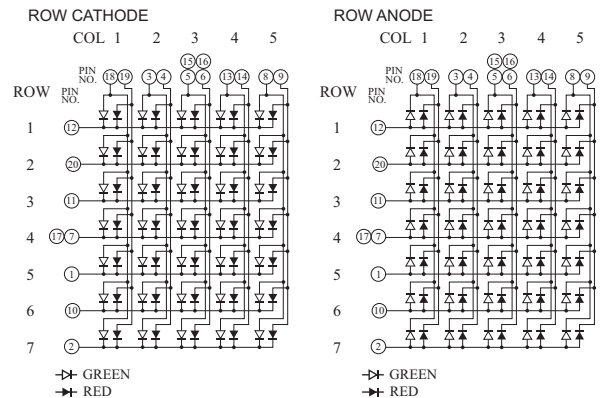 ROW CATHODE
COL 1 2 3 4 5
15 16
PIN NO. 18 19 3 4 5 6 13 14 8 9
ROW PIN NO.
1 12
2 20
3 11
4 17 7
5 1
6 10
7 2
GREEN
RED
ROW ANODE
COL 1 2 3 4 5
15 16
PIN NO. 18 19 3 4 5 6 13 14 8 9
ROW PIN NO.
1 12
2 20
3 11
4 17 7
5 1
6 10
7 2
GREEN
RED